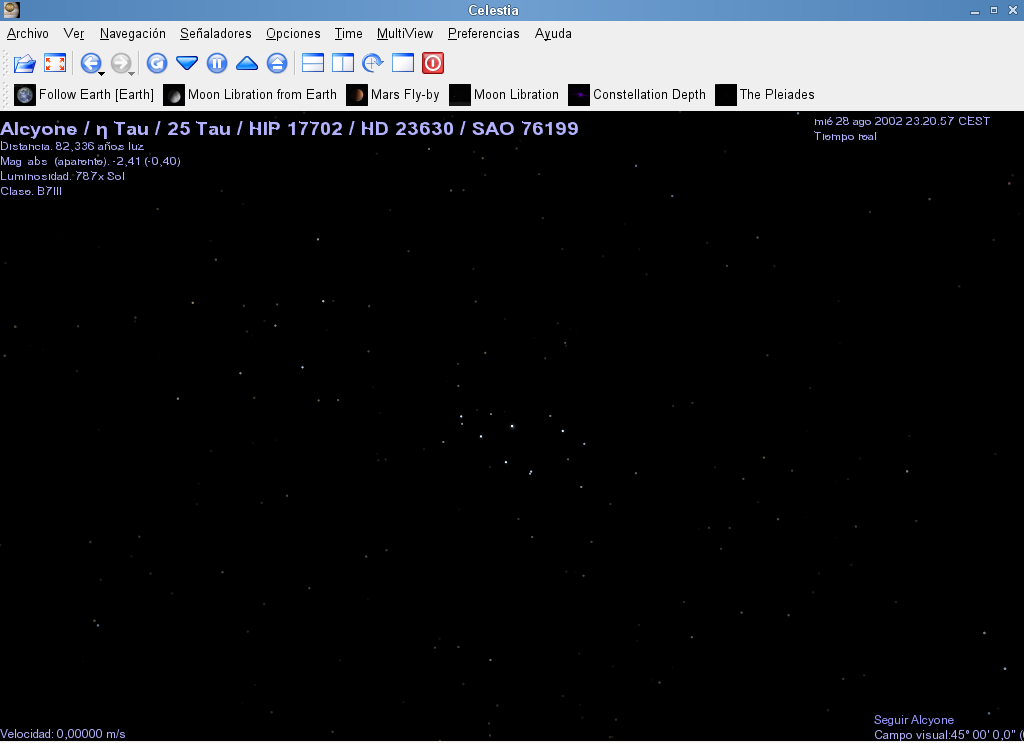 Celestia
Archivo Ver Navegación Señaladores Opciones Time MultiView Preferencias Ayuda
Follow Earth [Earth] Moon Libration from Earth Mars Fly-by Moon Libration Constellation Depth The Pleiades
Alcyone / η Tau / 25 Tau / HIP 17702 / HD 23630 / SAO 76199
Distancia: 82,336 años luz
Mag. abs. (aparente): -2,41 (-0,40)
Luminosidad: 787x Sol
Clase: B7III
mié 28 ago 2002 23:20:57 CEST
Tiempo real
Velocidad: 0,00000 m/s
Seguir Alcyone
Campo visual:45° 00' 0,0" (